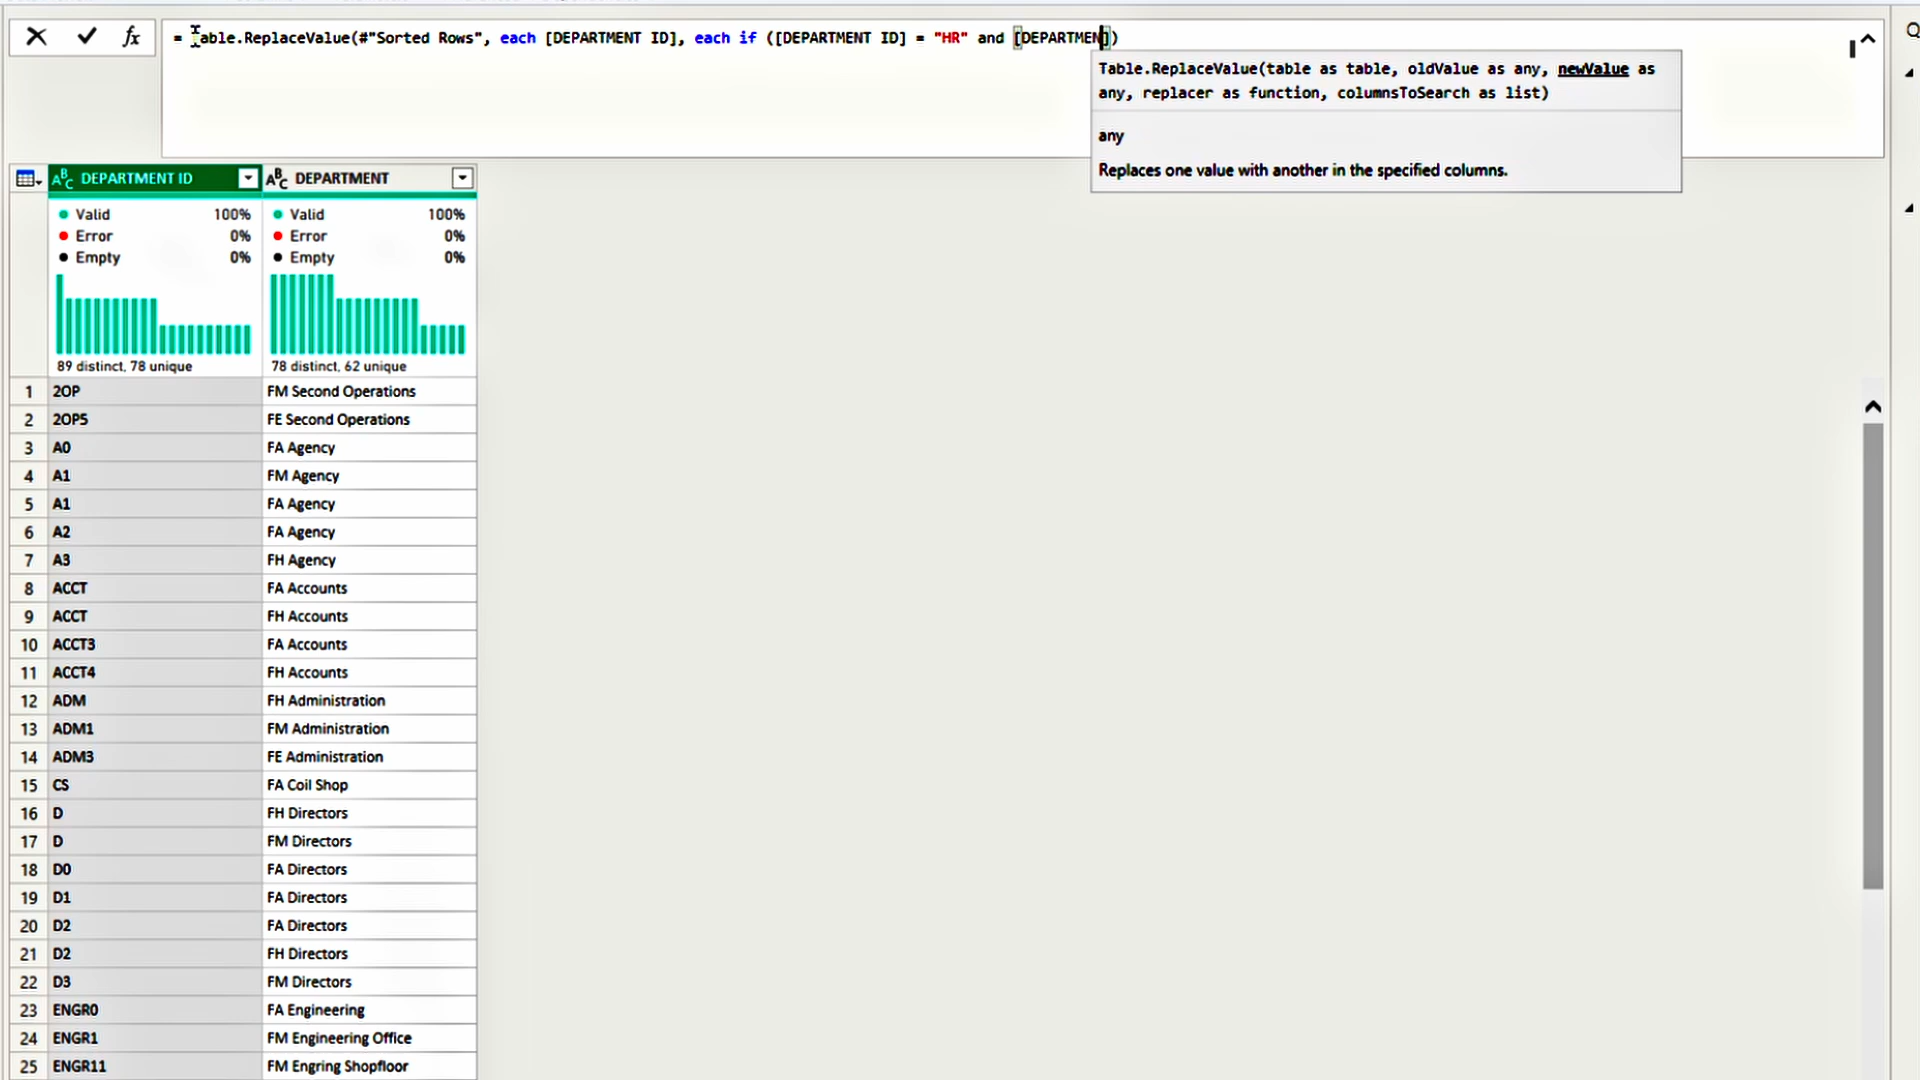 = Table.ReplaceValue(#"Sorted Rows", each [DEPARTMENT ID], each if ([DEPARTMENT ID] = "HR" and [DEPARTMEN])
Table.ReplaceValue(table as table, oldValue as any, newValue as
any, replacer as function, columnsToSearch as list)
any
Replaces one value with another in the specified columns.
DEPARTMENT ID DEPARTMENT
Valid 100% Valid 100%
Error 0% Error 0%
Empty 0% Empty 0%
89 distinct, 78 unique 78 distinct, 62 unique
1 2OP FM Second Operations
2 2OP5 FE Second Operations
3 A0 FA Agency
4 A1 FM Agency
5 A1 FA Agency
6 A2 FA Agency
7 A3 FH Agency
8 ACCT FA Accounts
9 ACCT FH Accounts
10 ACCT3 FA Accounts
11 ACCT4 FH Accounts
12 ADM FH Administration
13 ADM1 FM Administration
14 ADM3 FE Administration
15 CS FA Coil Shop
16 D FH Directors
17 D FM Directors
18 D0 FA Directors
19 D1 FA Directors
20 D2 FA Directors
21 D2 FH Directors
22 D3 FM Directors
23 ENGR0 FA Engineering
24 ENGR1 FM Engineering Office
25 ENGR11 FM Engring Shopfloor